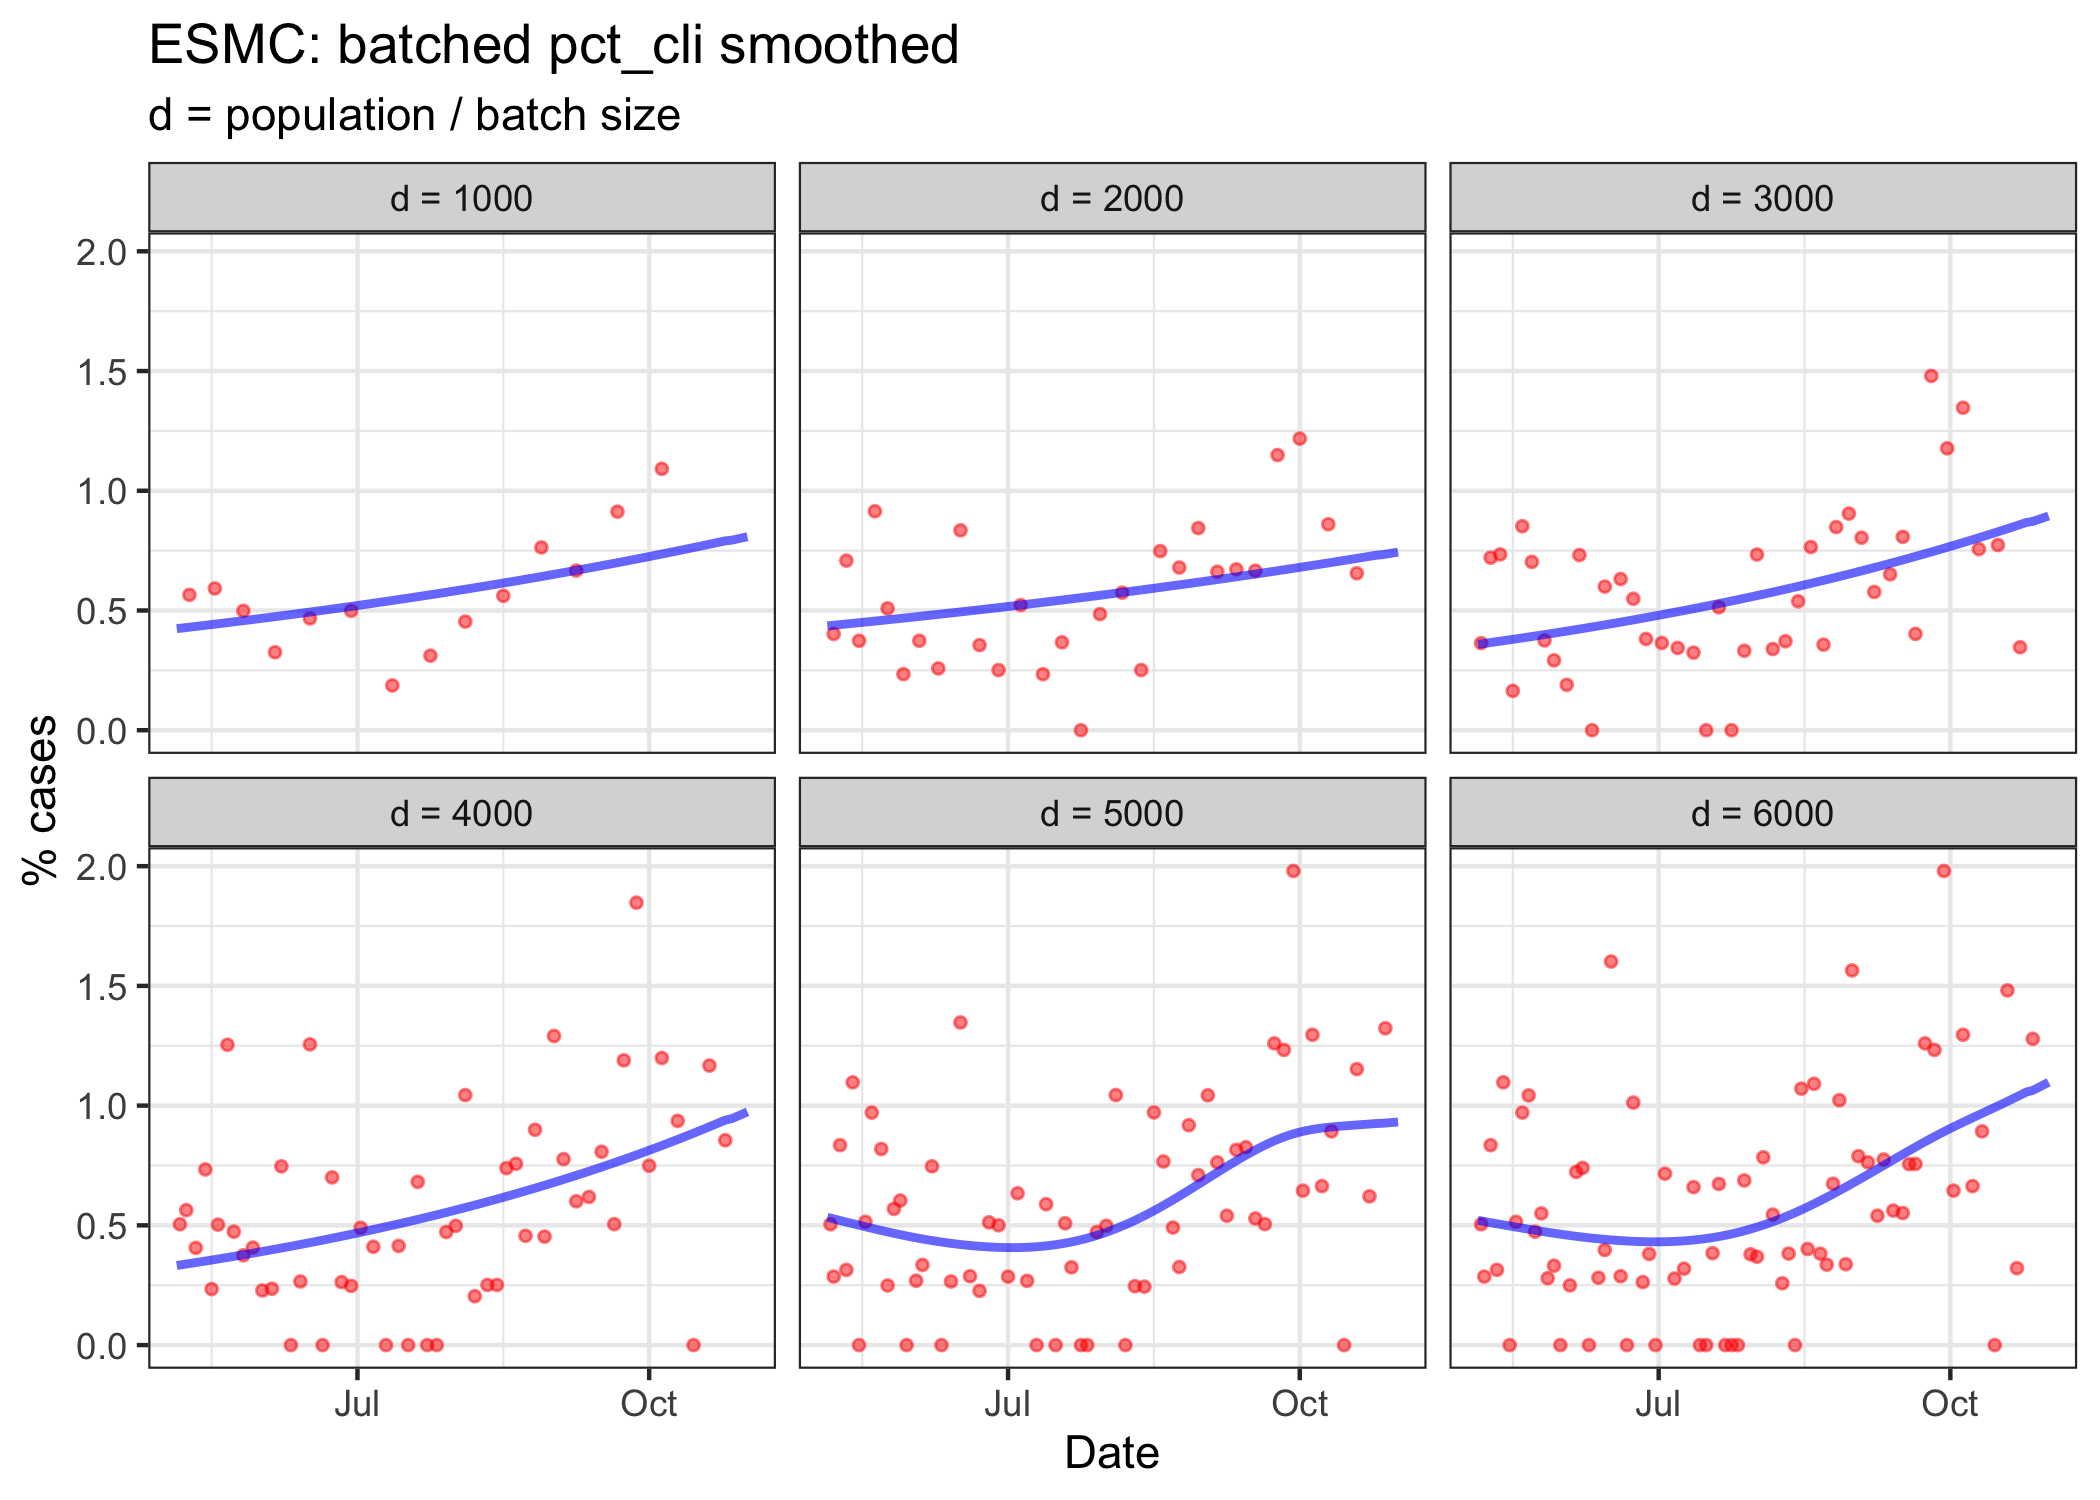 ESMC: batched pct_cli smoothed
d = population / batch size
d = 1000
d = 2000
d = 3000
2.0
1.5
1.0
0.5
0.0
% cases
d = 4000
d = 5000
d = 6000
2.0
1.5
1.0
0.5
0.0
Jul
Oct
Jul
Oct
Jul
Oct
Date